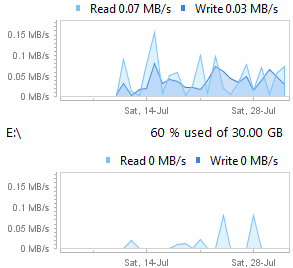 Read 0.07 MB/s Write 0.03 MB/s
0.15 MB/s
0.10 MB/s
0.05 MB/s
0 MB/s
Sat, 14-Jul Sat, 28-Jul
E:\ 60 % used of 30.00 GB
Read 0 MB/s Write 0 MB/s
0.15 MB/s
0.10 MB/s
0.05 MB/s
0 MB/s
Sat, 14-Jul Sat, 28-Jul